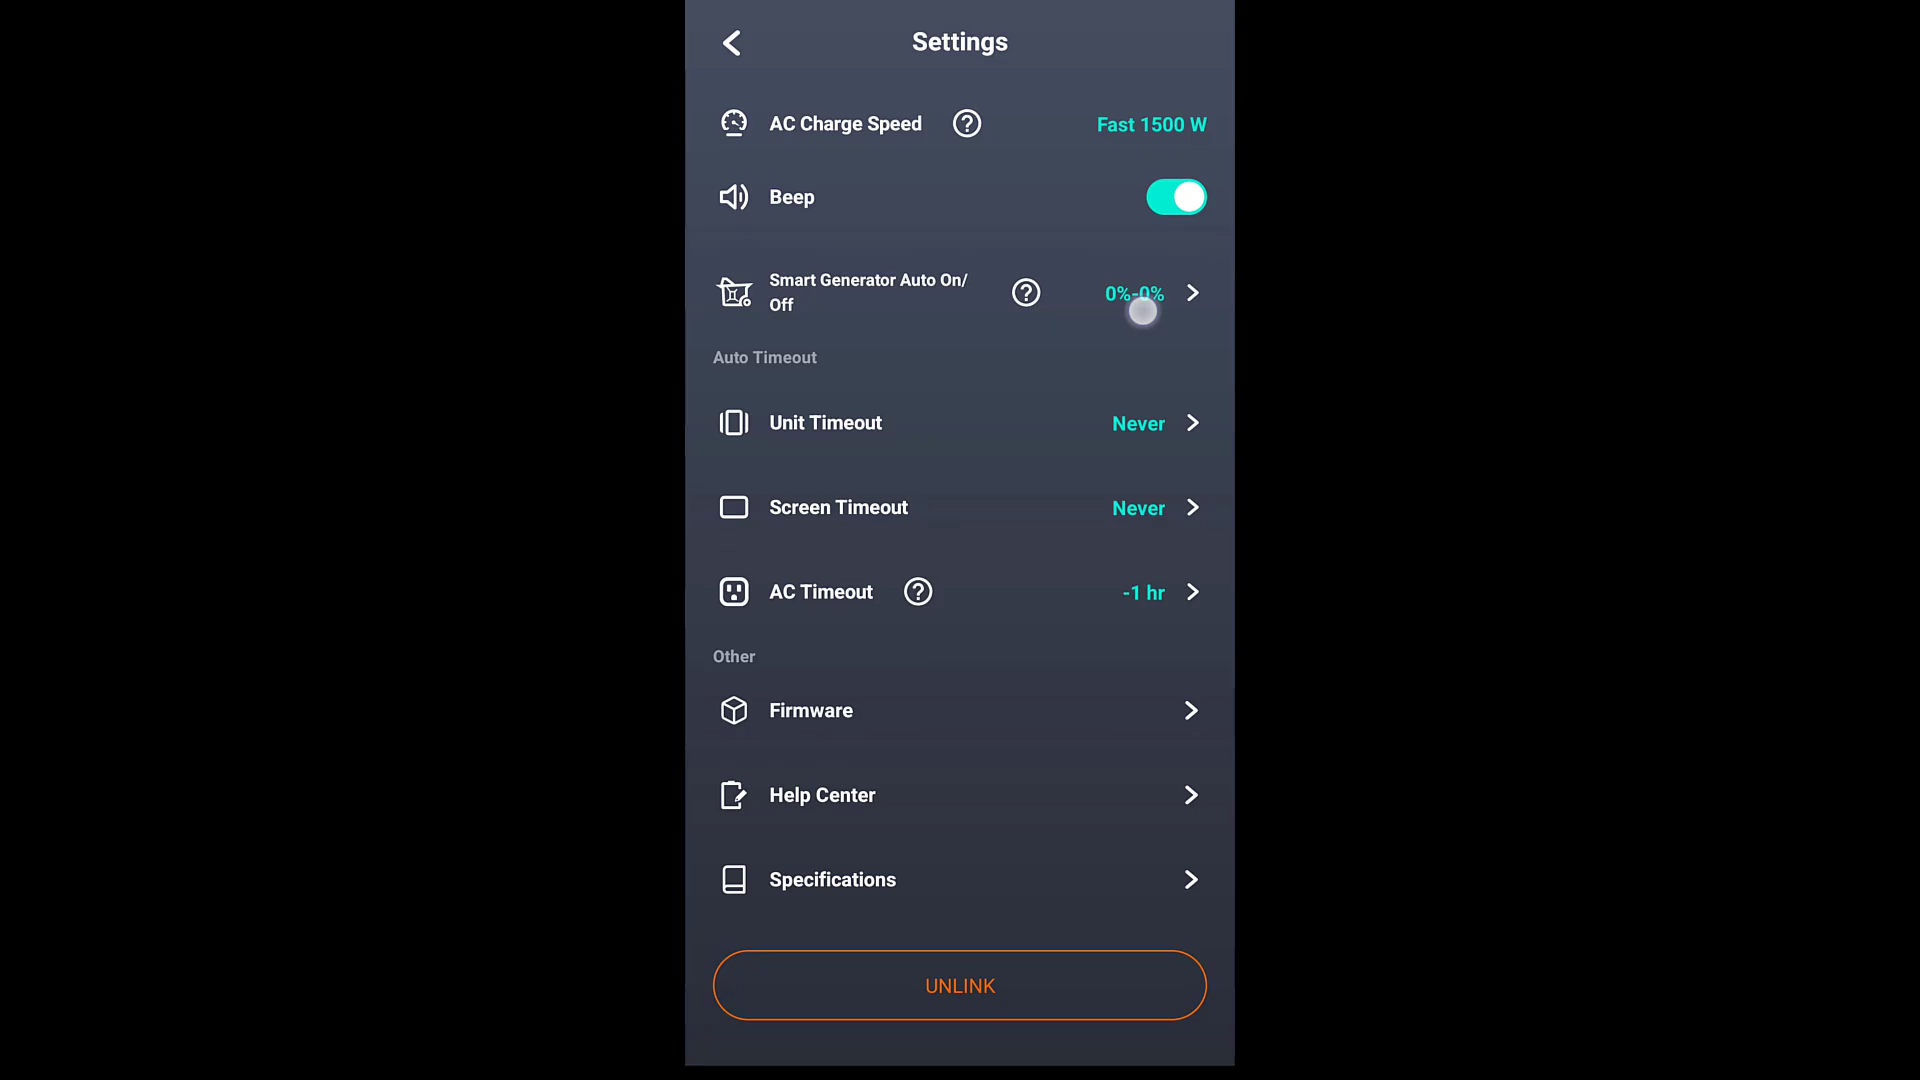 Settings
AC Charge Speed ? Fast 1500 W
Beep
Smart Generator Auto On/
Off ? 0%-0%
Auto Timeout
Unit Timeout Never
Screen Timeout Never
AC Timeout ? -1 hr
Other
Firmware
Help Center
Specifications
UNLINK